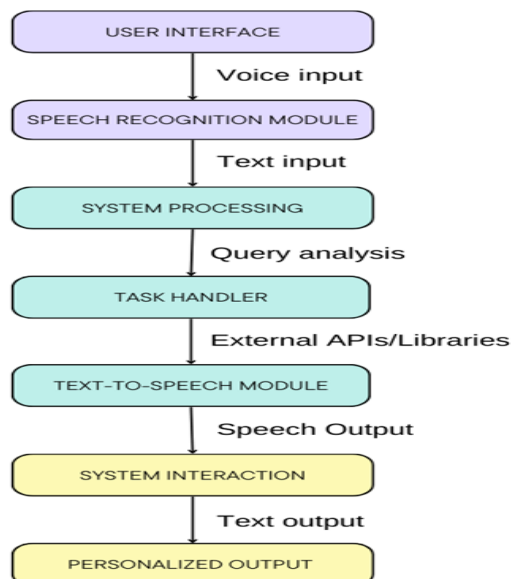 USER INTERFACE
Voice input
SPEECH RECOGNITION MODULE
Text input
SYSTEM PROCESSING
Query analysis
TASK HANDLER
External APIs/Libraries
TEXT-TO-SPEECH MODULE
Speech Output
SYSTEM INTERACTION
Text output
PERSONALIZED OUTPUT